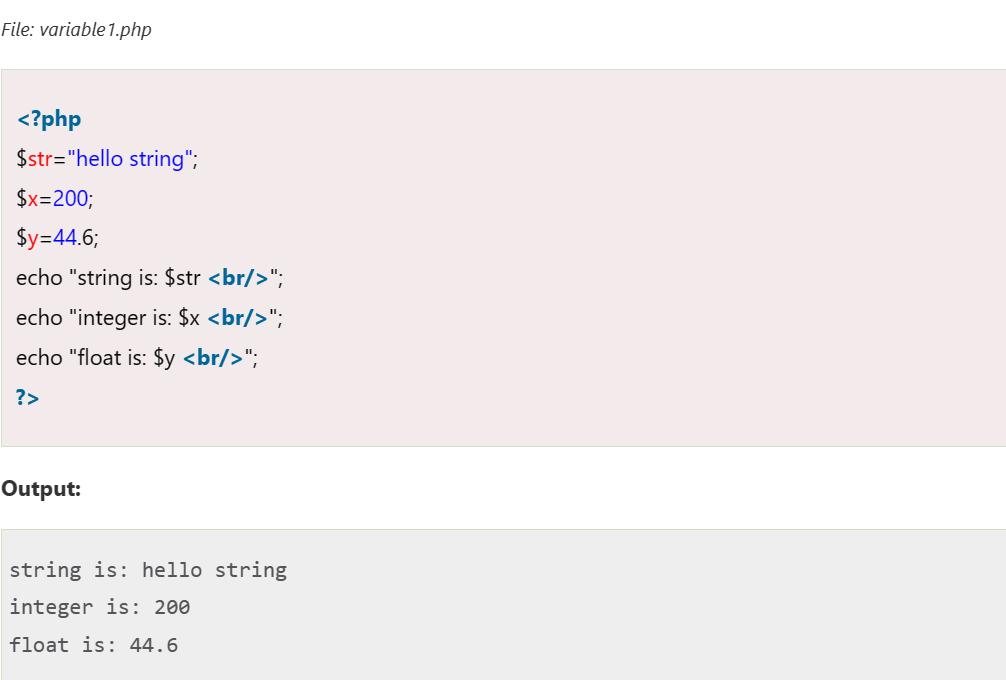 File: variable1.php
<?php
$str="hello string";
$x=200;
$y=44.6;
echo "string is: $str <br/>";
echo "integer is: $x <br/>";
echo "float is: $y <br/>";
?>
Output:
string is: hello string
integer is: 200
float is: 44.6